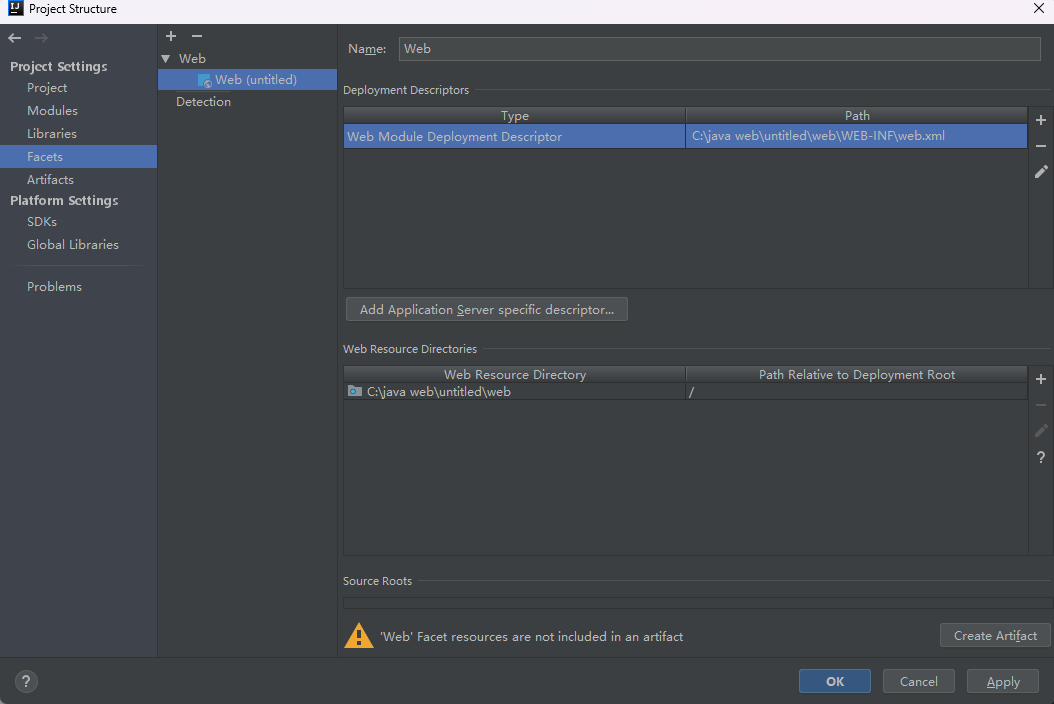 Project Structure
Project Settings
Project
Modules
Libraries
Facets
Artifacts
Platform Settings
SDKs
Global Libraries
Problems
Web
Web (untitled)
Detection
Name: Web
Deployment Descriptors
Type Path
Web Module Deployment Descriptor C:\java web\untitled\web\WEB-INF\web.xml
Add Application Server specific descriptor...
Web Resource Directories
Web Resource Directory Path Relative to Deployment Root
C:\java web\untitled\web /
?
Source Roots
'Web' Facet resources are not included in an artifact
Create Artifact
?
OK Cancel Apply